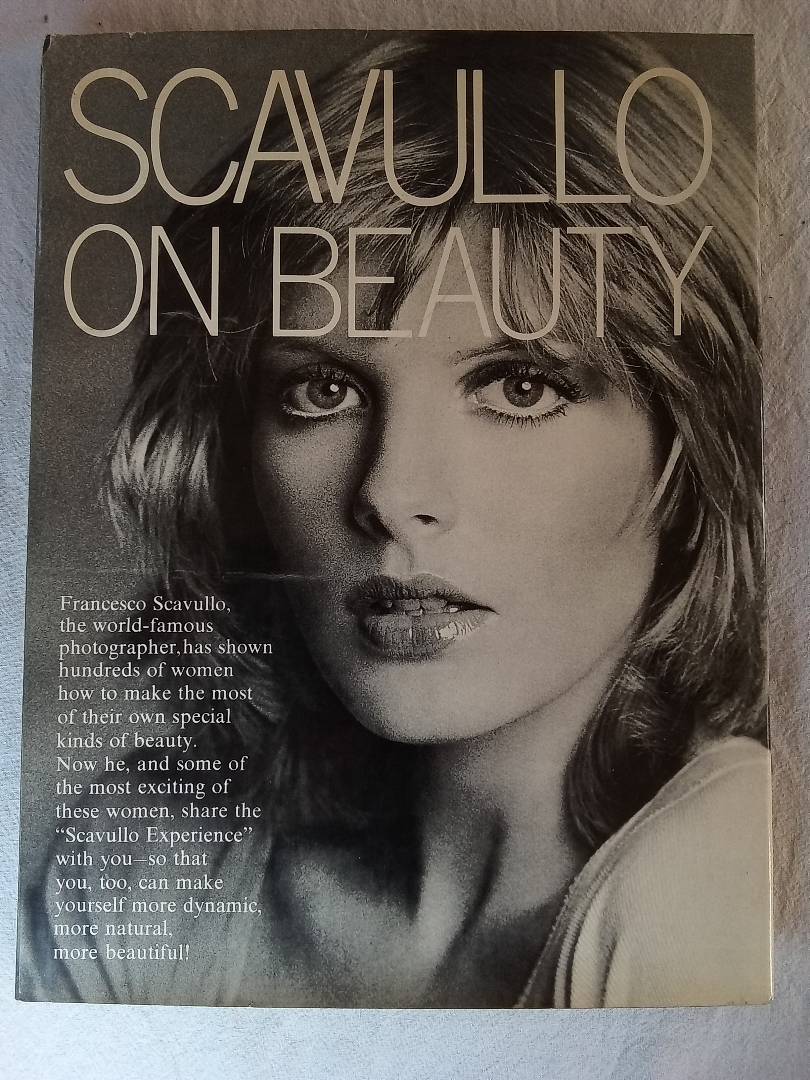 SCAVULLO
ON BEAUTY
Francesco Scavullo,
the world-famous
photographer, has shown
hundreds of women
how to make the most
of their own special
kinds of beauty.
Now he, and some of
the most exciting of
these women, share the
“Scavullo Experience”
with you—so that
you, too, can make
yourself more dynamic,
more natural,
more beautiful!